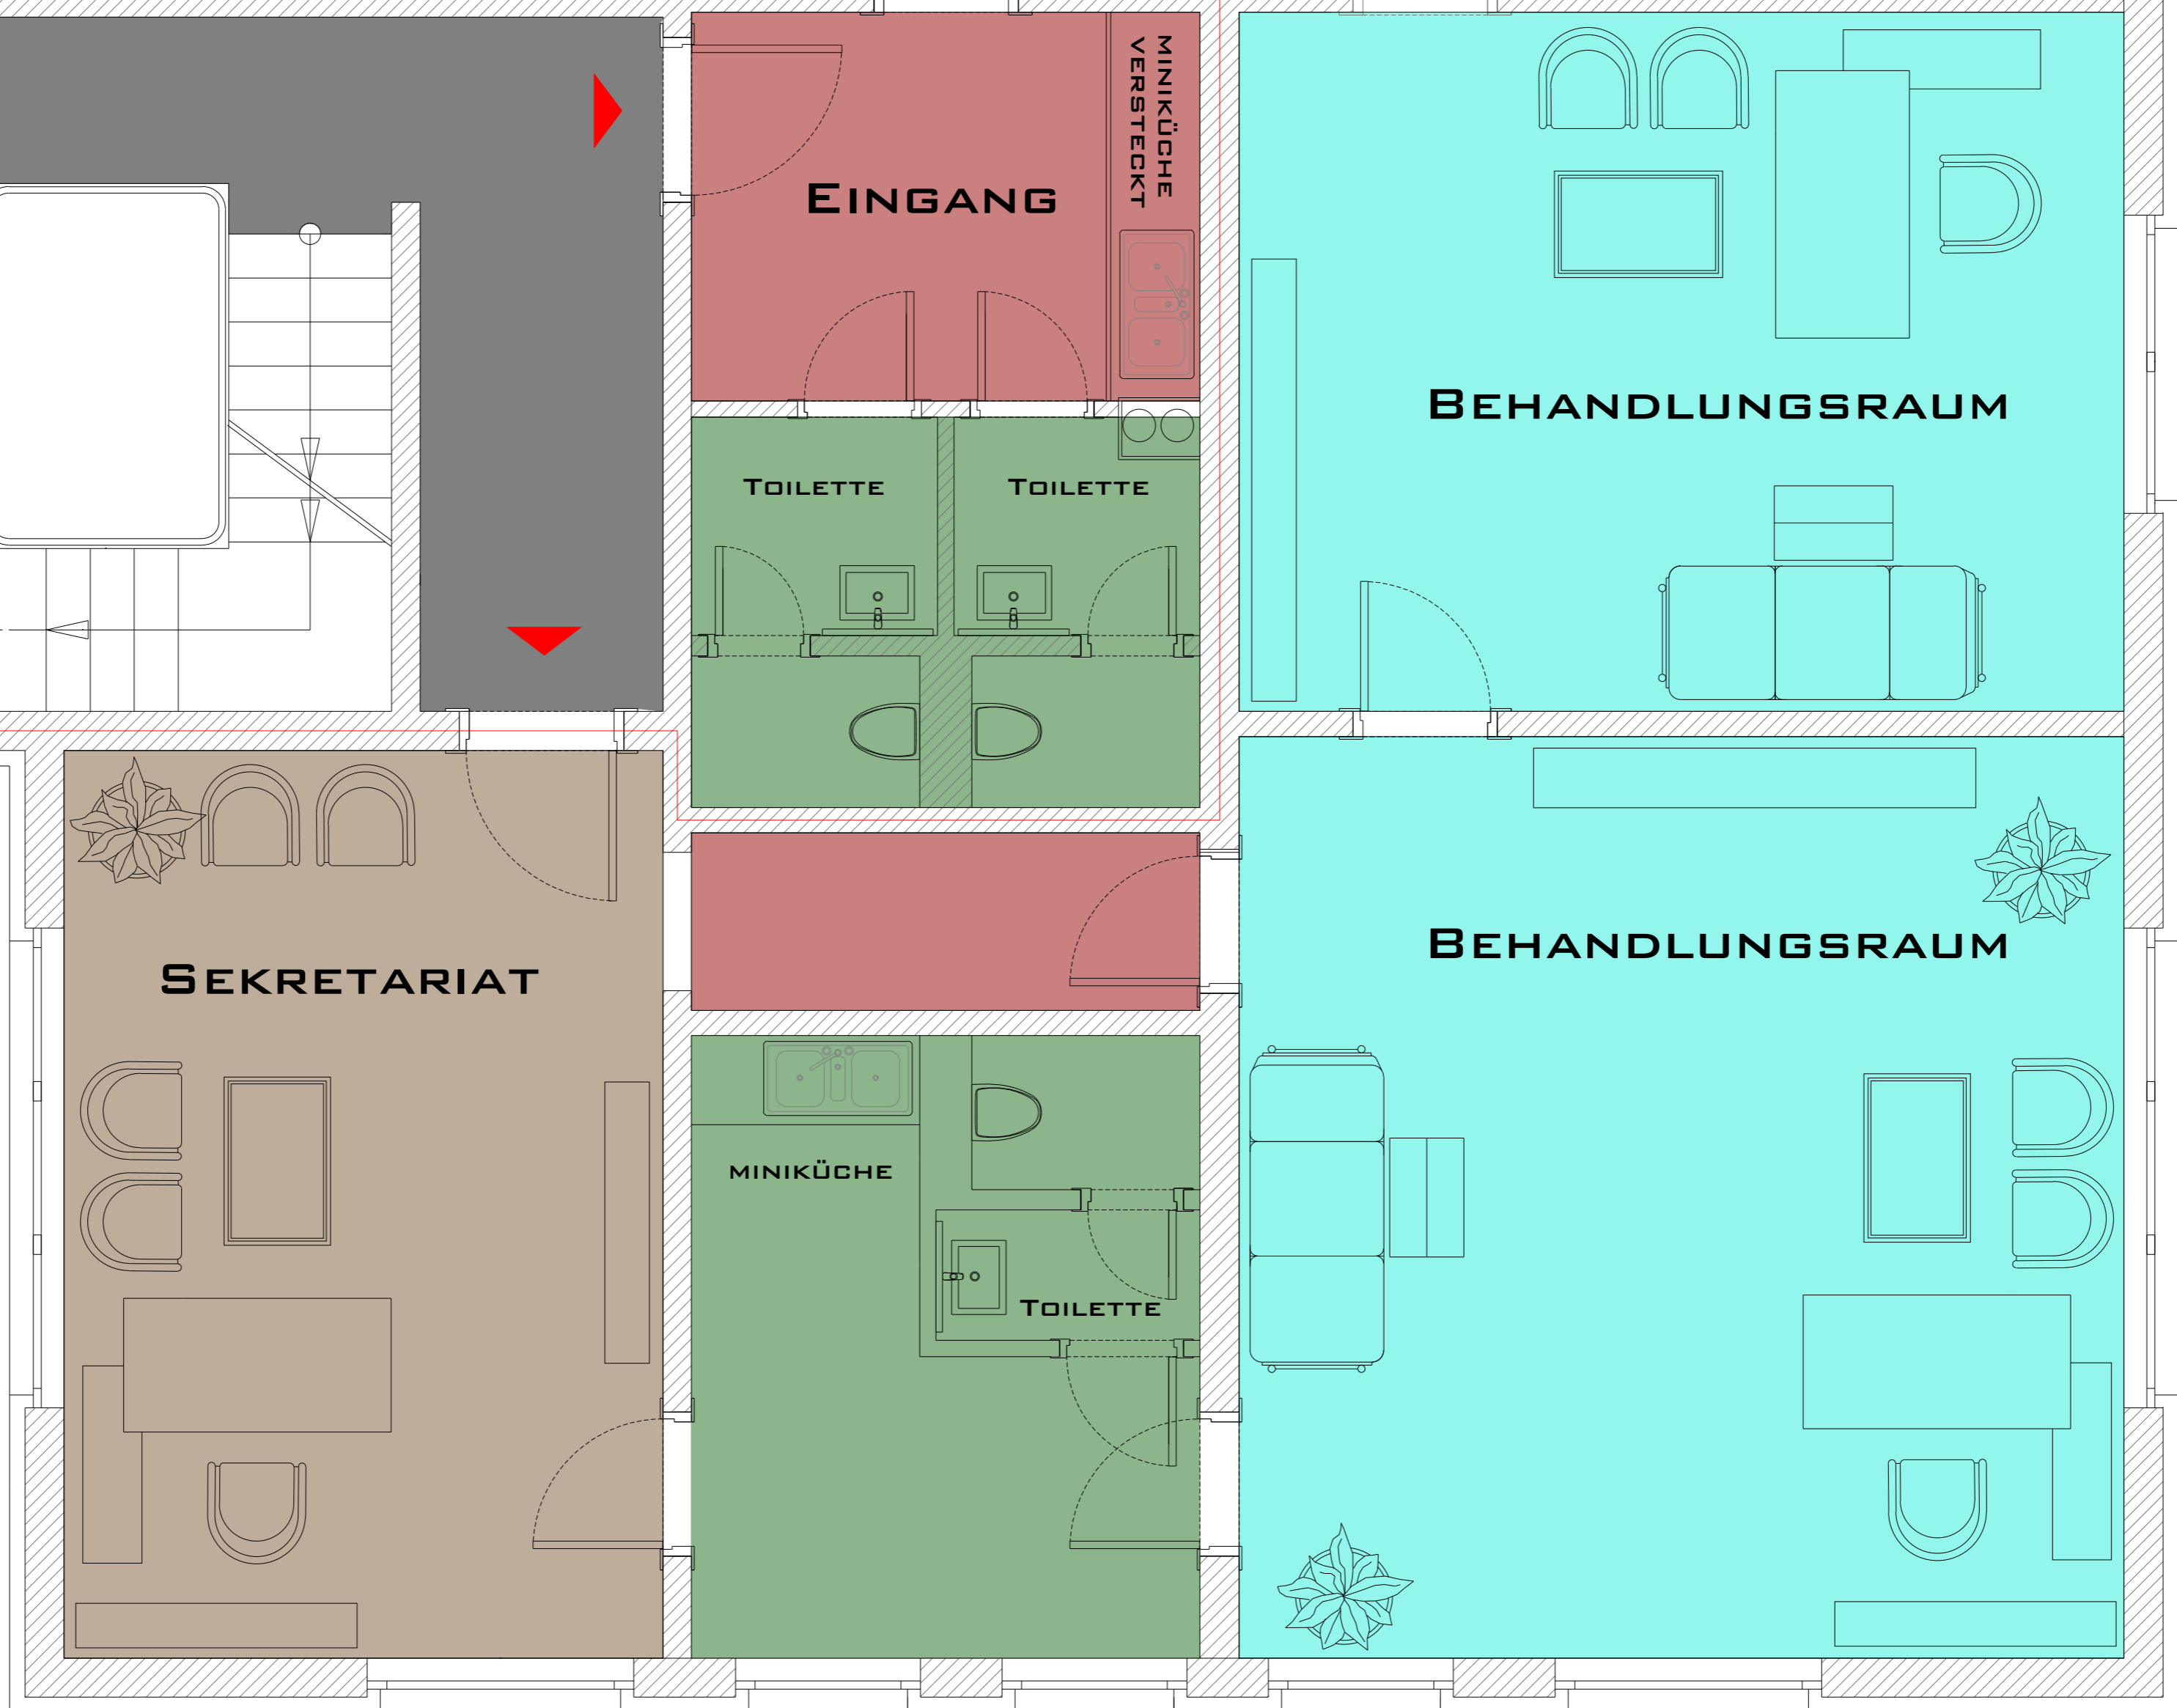 MINIKÜCHE
VERSTECKT
EINGANG
BEHANDLUNGSRAUM
TOILETTE
TOILETTE
SEKRETARIAT
BEHANDLUNGSRAUM
MINIKÜCHE
TOILETTE